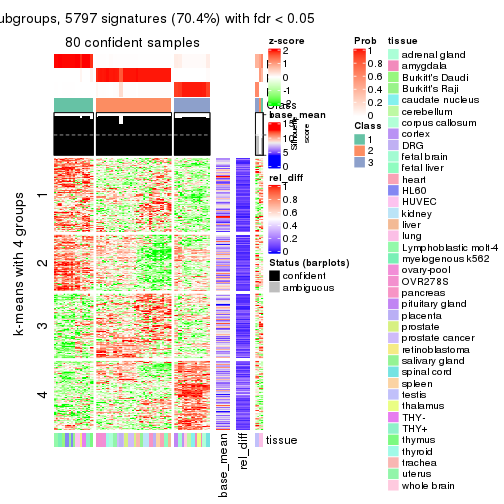 ubgroups, 5797 signatures (70.4%) with fdr < 0.05
80 confident samples
Class
Silhouette
score
k-means with 4 groups
1
2
3
4
base_mean
rel_diff
tissue
z-score
2
1
0
-1
-2
base_mean
15
10
5
0
rel_diff
1
0.8
0.6
0.4
0.2
0
Status (barplots)
confident
ambiguous
Prob
1
0.8
0.6
0.4
0.2
0
Class
1
2
3
tissue
adrenal gland
amygdala
Burkitt's Daudi
Burkitt's Raji
caudate nucleus
cerebellum
corpus callosum
cortex
DRG
fetal brain
fetal liver
heart
HL60
HUVEC
kidney
liver
lung
Lymphoblastic molt-4
myelogenous k562
ovary-pool
OVR278S
pancreas
pituitary gland
placenta
prostate
prostate cancer
retinoblastoma
salivary gland
spinal cord
spleen
testis
thalamus
THY-
THY+
thymus
thyroid
trachea
uterus
whole brain